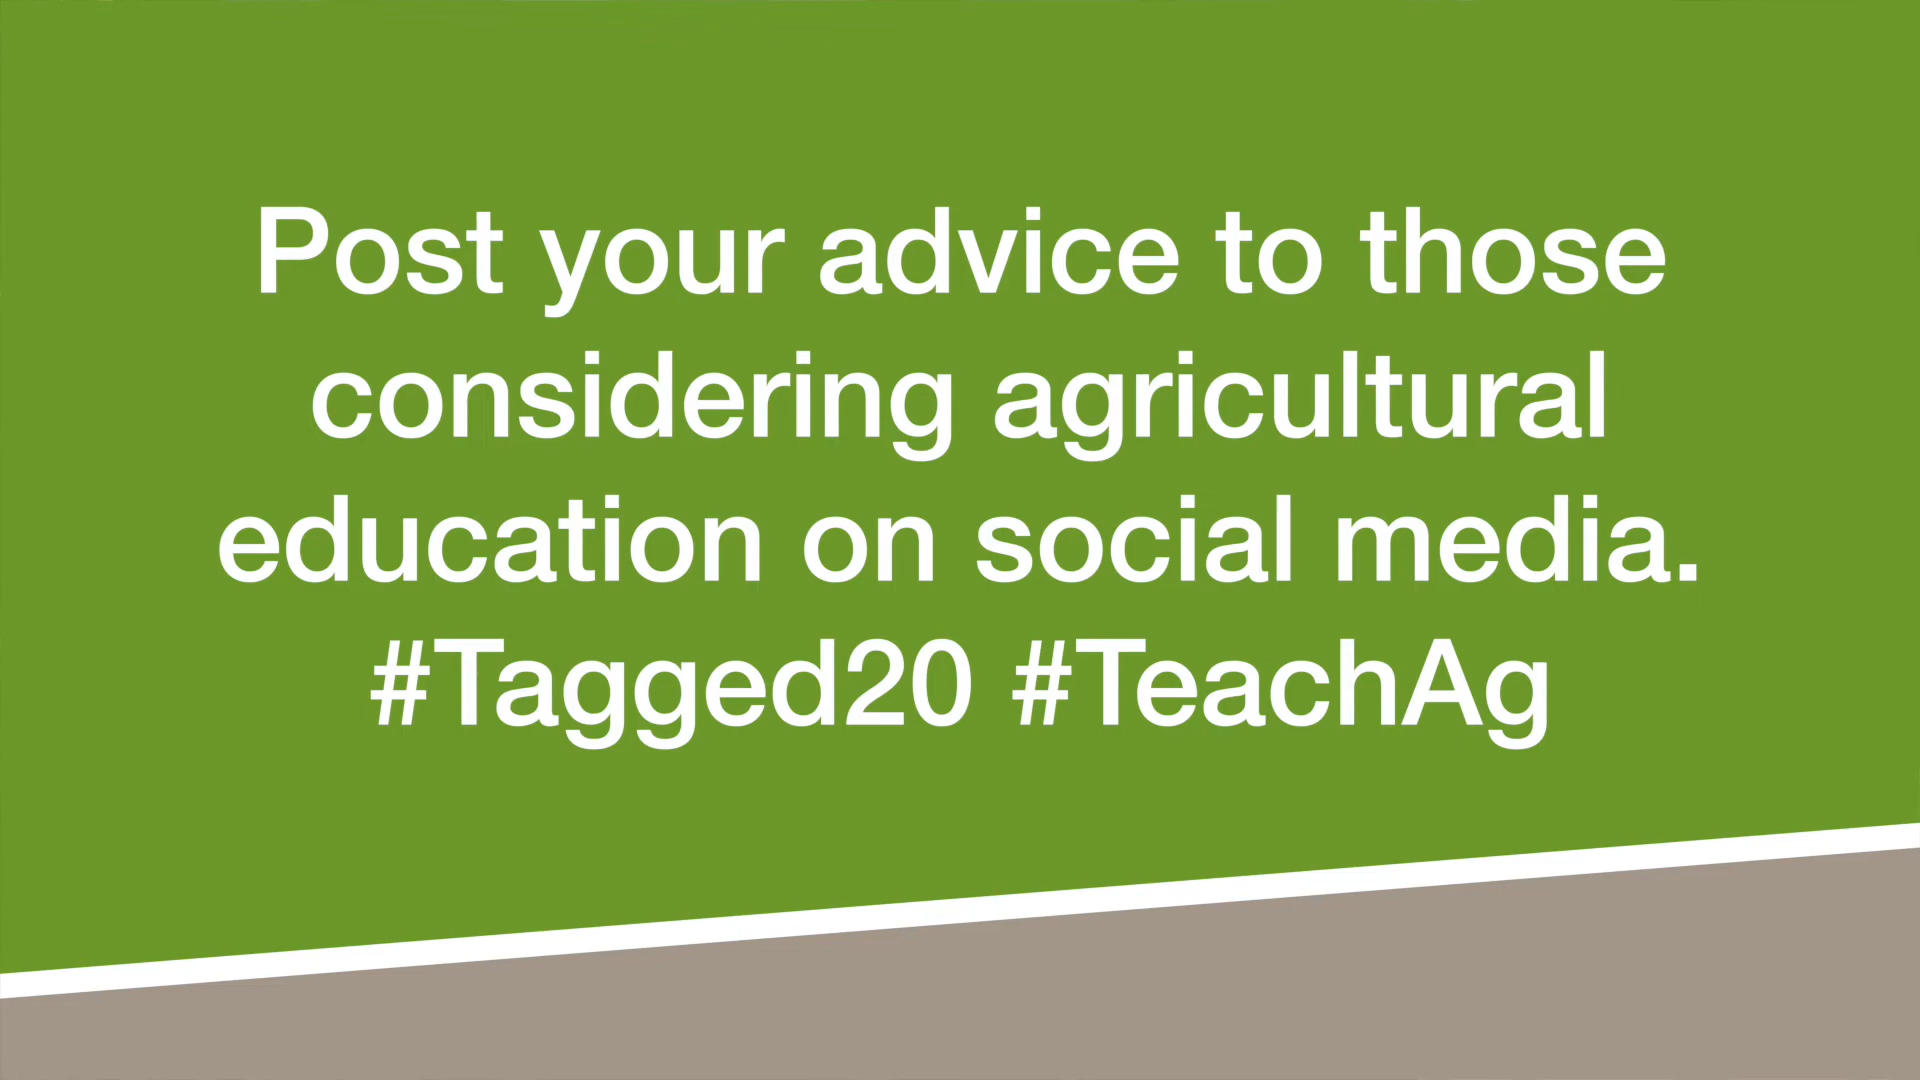 Post your advice to those
considering agricultural
education on social media.
#Tagged20 #TeachAg